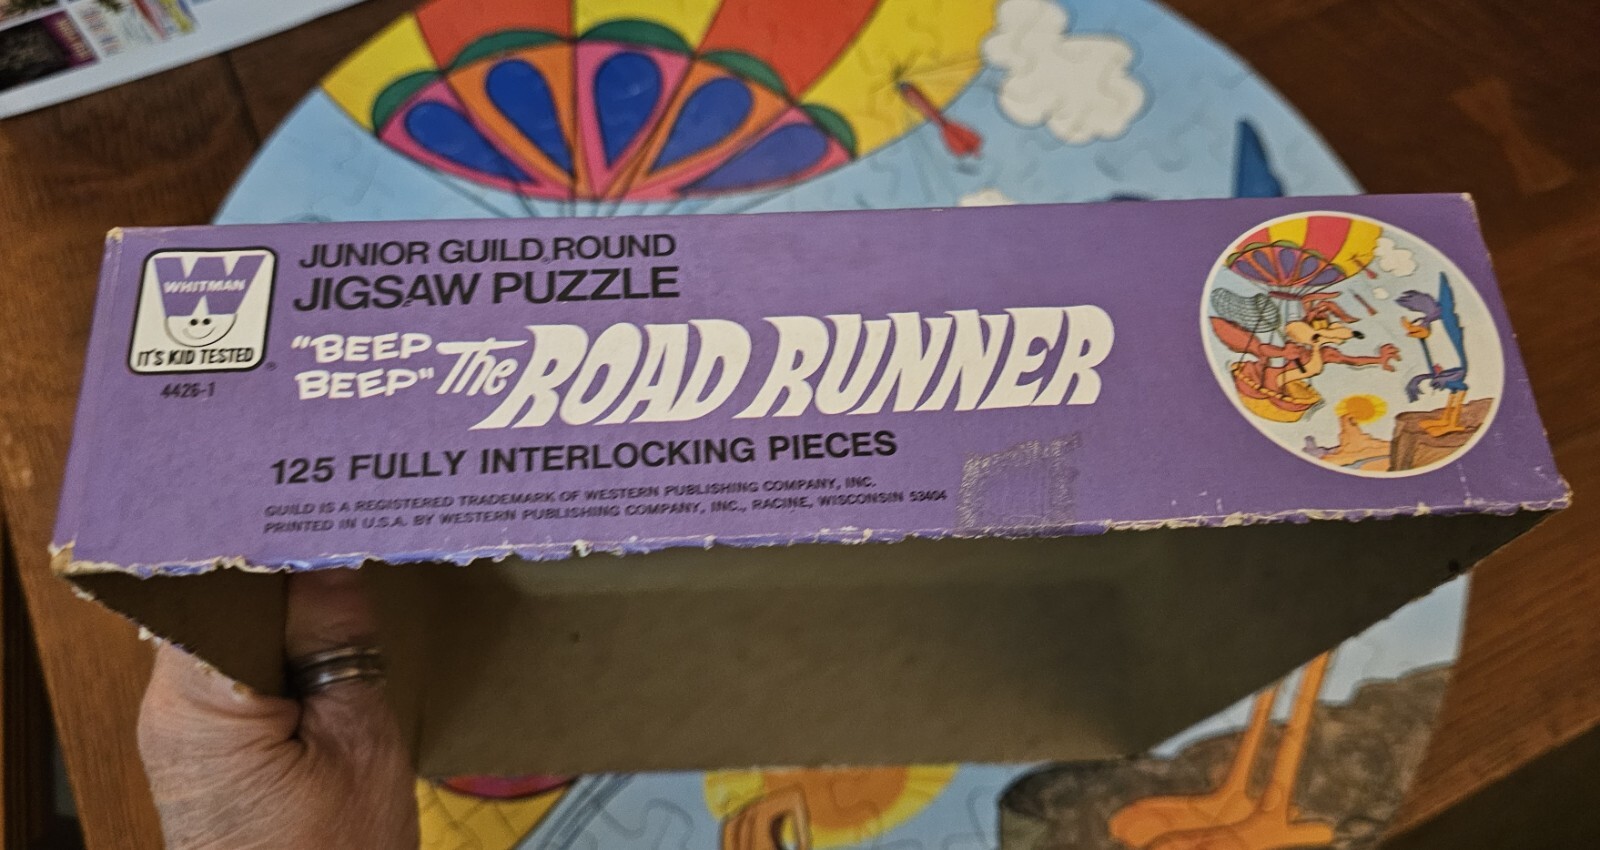 WHITMAN
IT'S KID TESTED
®
4426-1
JUNIOR GUILD® ROUND
JIGSAW PUZZLE
"BEEP
BEEP" The ROAD RUNNER
125 FULLY INTERLOCKING PIECES
GUILD IS A REGISTERED TRADEMARK OF WESTERN PUBLISHING COMPANY, INC.
PRINTED IN U.S.A. BY WESTERN PUBLISHING COMPANY, INC., RACINE, WISCONSIN 53404